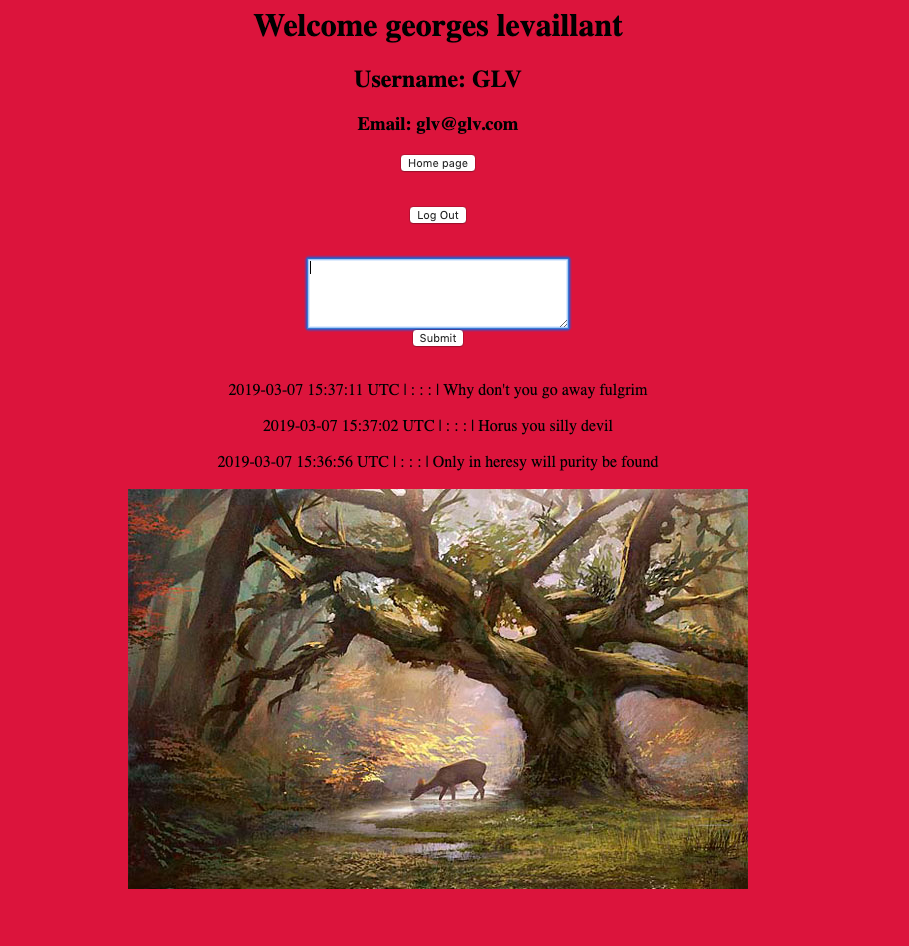 Welcome georges levaillant
Username: GLV
Email: glv@glv.com
Home page
Log Out
Submit
2019-03-07 15:37:11 UTC | : : : | Why don't you go away fulgrim
2019-03-07 15:37:02 UTC | : : : | Horus you silly devil
2019-03-07 15:36:56 UTC | : : : | Only in heresy will purity be found